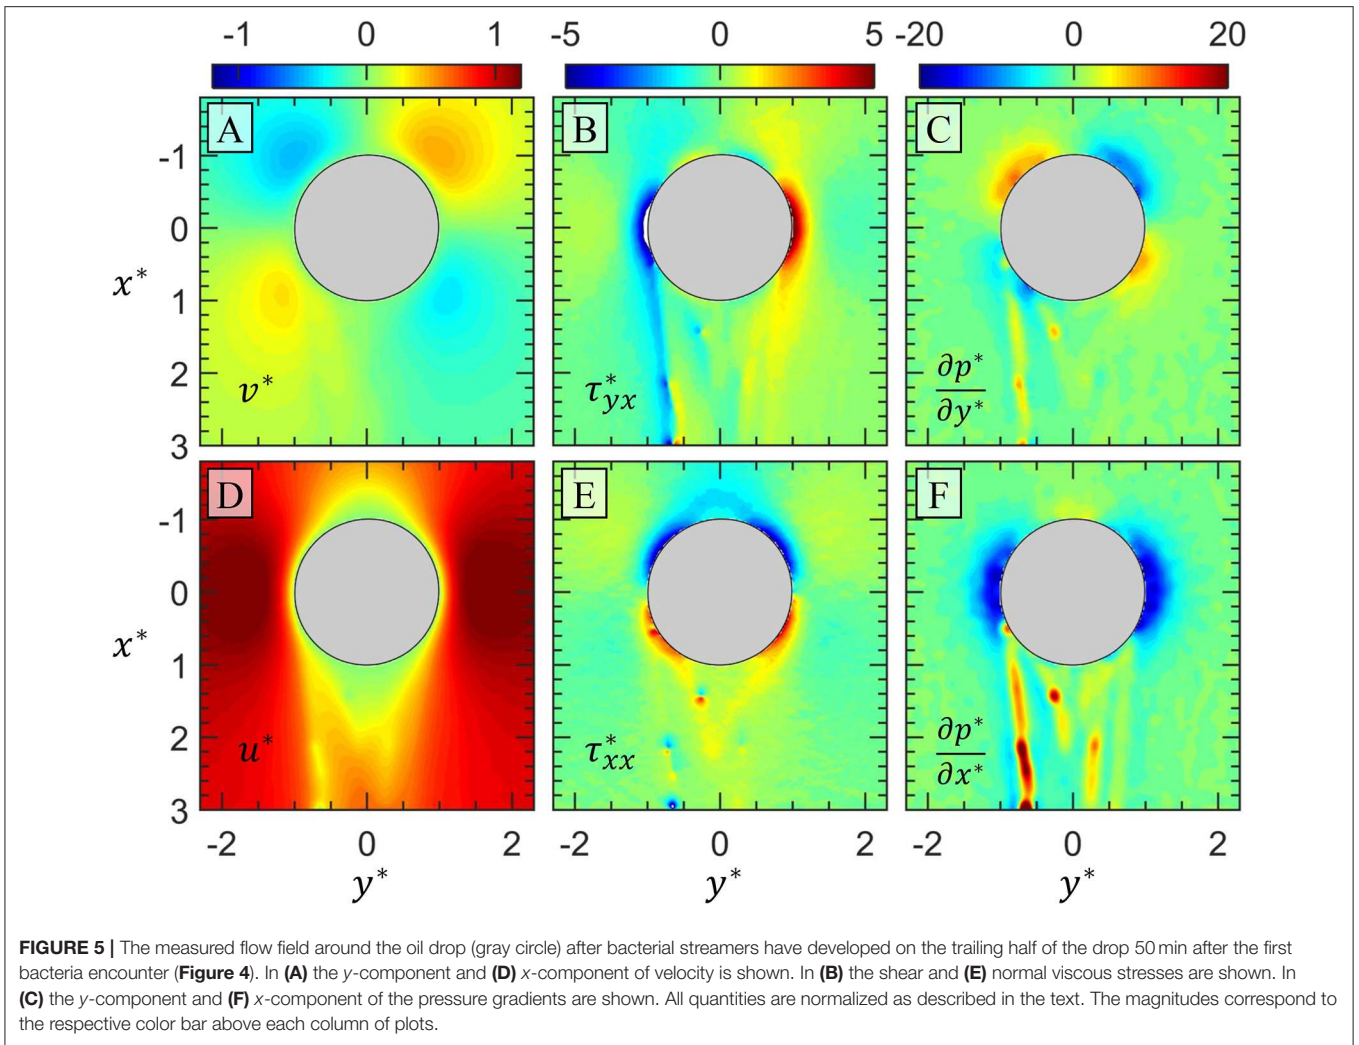 -1 0 1 -5 0 5 -20 0 20
A B C
-1
0
x*
1
2
v* τ*yx ∂p*/∂y*
3
D E F
-1
0
x*
1
2
u* τ*xx ∂p*/∂x*
3
-2 0 2 -2 0 2 -2 0 2
y* y* y*
FIGURE 5 | The measured flow field around the oil drop (gray circle) after bacterial streamers have developed on the trailing half of the drop 50 min after the first
bacteria encounter (Figure 4). In (A) the y-component and (D) x-component of velocity is shown. In (B) the shear and (E) normal viscous stresses are shown. In
(C) the y-component and (F) x-component of the pressure gradients are shown. All quantities are normalized as described in the text. The magnitudes correspond to
the respective color bar above each column of plots.